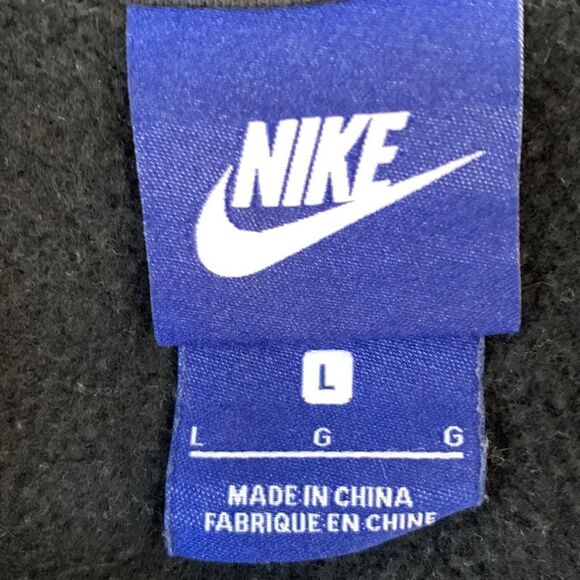 NIKE
L
L G G
MADE IN CHINA
FABRIQUE EN CHINE